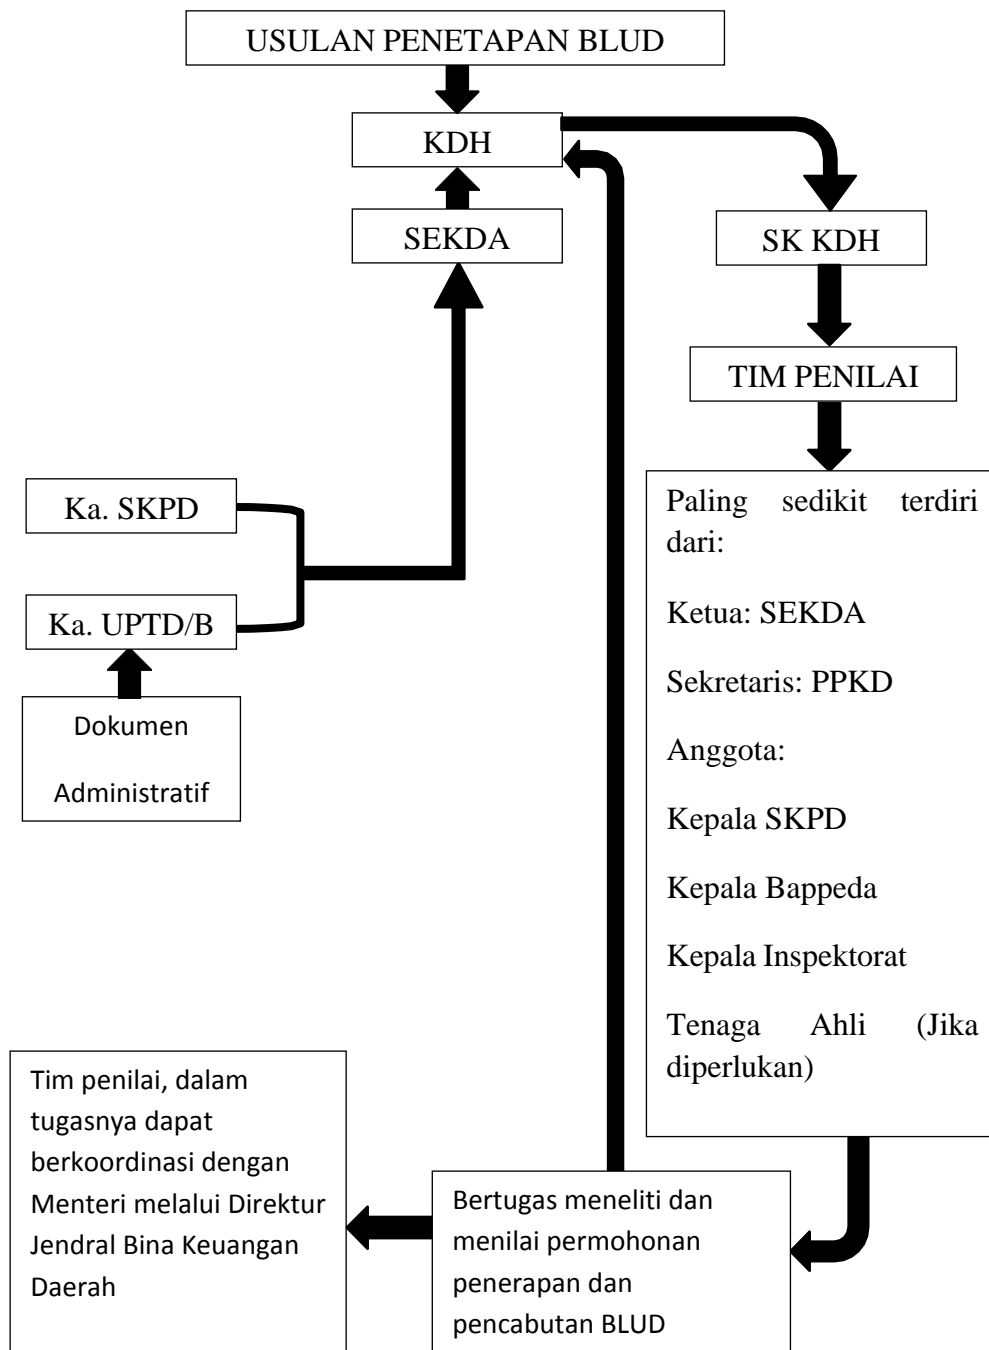 USULAN PENETAPAN BLUD
KDH
SEKDA
SK KDH
TIM PENILAI
Ka. SKPD
Ka. UPTD/B
Dokumen
Administratif
Paling sedikit terdiri
dari:
Ketua: SEKDA
Sekretaris: PPKD
Anggota:
Kepala SKPD
Kepala Bappeda
Kepala Inspektorat
Tenaga Ahli (Jika
diperlukan)
Tim penilai, dalam
tugasnya dapat
berkoordinasi dengan
Menteri melalui Direktur
Jendral Bina Keuangan
Daerah
Bertugas meneliti dan
menilai permohonan
penerapan dan
pencabutan BLUD